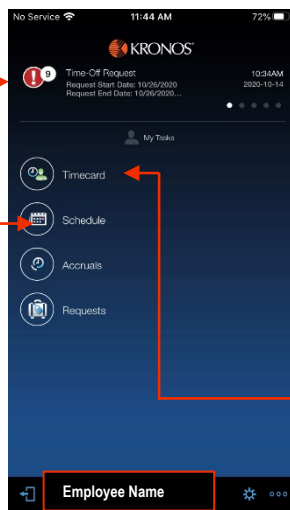 No Service 11:44 AM 72%
KRONOS®
9 Time-Off Request 10:34AM
Request Start Date: 10/26/2020 2020-10-14
Request End Date: 10/26/2020...
My Tasks
Timecard
Schedule
Accruals
Requests
Employee Name